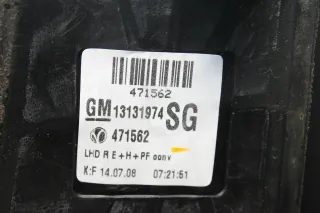 471562
GM 13131974 SG
471562
LHD R E+H+PF conv
K:F 14.07.08 07:21:51